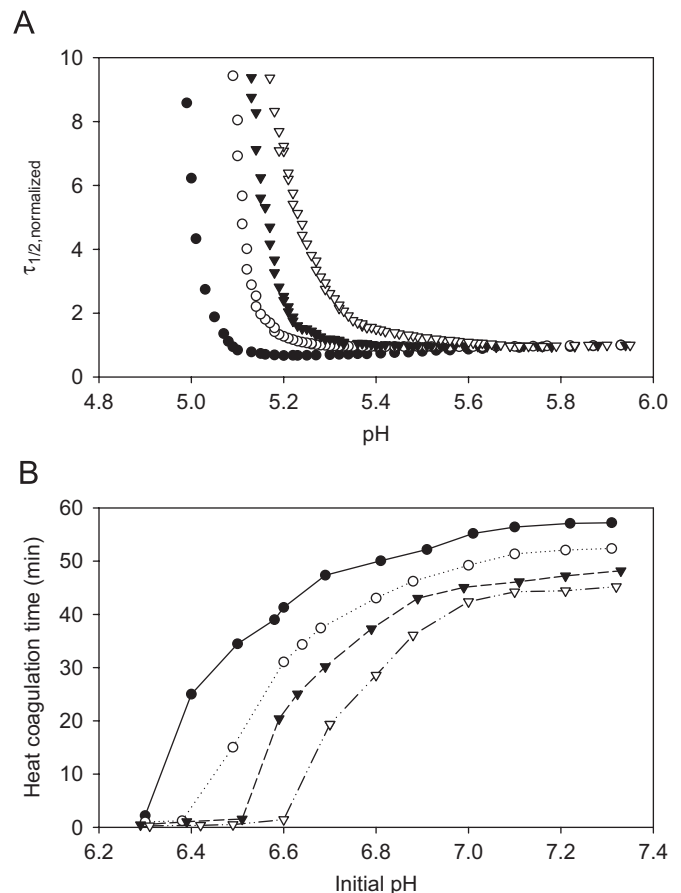 A
10
8
6
4
2
0
τ1/2,normalized
4.8 5.0 5.2 5.4 5.6 5.8 6.0
pH
B
60
50
40
30
20
10
0
Heat coagulation time (min)
6.2 6.4 6.6 6.8 7.0 7.2 7.4
Initial pH